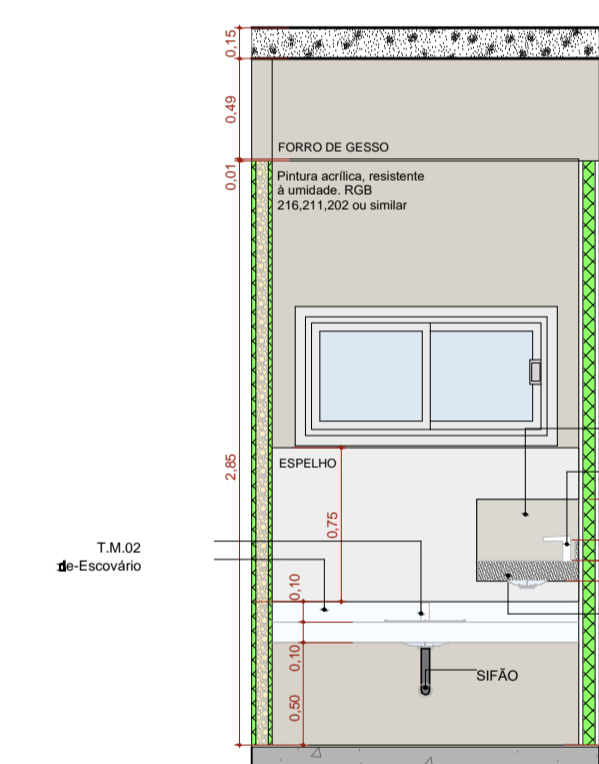 0,15
0,49
FORRO DE GESSO
0,01
Pintura acrílica, resistente
à umidade. RGB
216,211,202 ou similar
2,85
ESPELHO
0,75
T.M.02
de-Escovário
0,10
0,10
SIFÃO
0,50